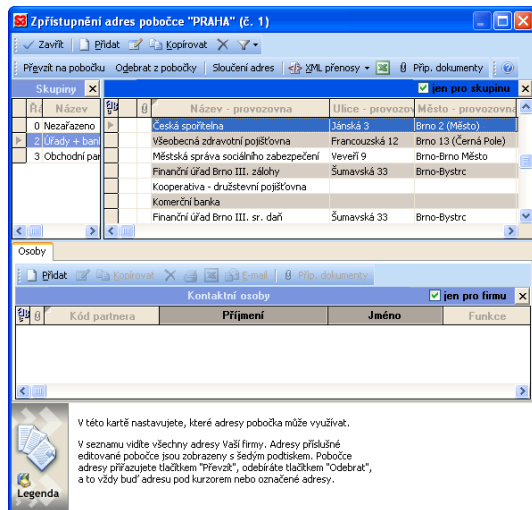 Zpřístupnění adres pobočce "PRAHA" (č. 1)
Zavřít Přidat Kopírovat
Převzít na pobočku Odebrat z pobočky Sloučení adres XML přenosy Přip. dokumenty
Skupiny jen pro skupinu
Řá Název Název - provozovna Ulice - provozov Město - provozovna
0 Nezařazeno Česká spořitelna Jánská 3 Brno 2 (Město)
2 Úřady + ban Všeobecná zdravotní pojišťovna Francouzská 12 Brno 13 (Černá Pole)
3 Obchodní par Městská správa sociálního zabezpečení Veveří 9 Brno-Brno Město
Finanční úřad Brno III. zálohy Šumavská 33 Brno-Bystrc
Kooperativa - družstevní pojišťovna
Komerční banka
Finanční úřad Brno III. sr. daň Šumavská 33 Brno-Bystrc
Osoby
Přidat Kopírovat E-mail Přip. dokumenty
Kontaktní osoby jen pro firmu
Kód partnera Příjmení Jméno Funkce
V této kartě nastavujete, které adresy pobočka může využívat.
V seznamu vidíte všechny adresy Vaší firmy. Adresy příslušné
editované pobočce jsou zobrazeny s šedým podtiskem. Pobočce
adresy přiřazujete tlačítkem "Převzít", odebíráte tlačítkem "Odebrat",
a to vždy buď adresu pod kurzorem nebo označené adresy.
Legenda